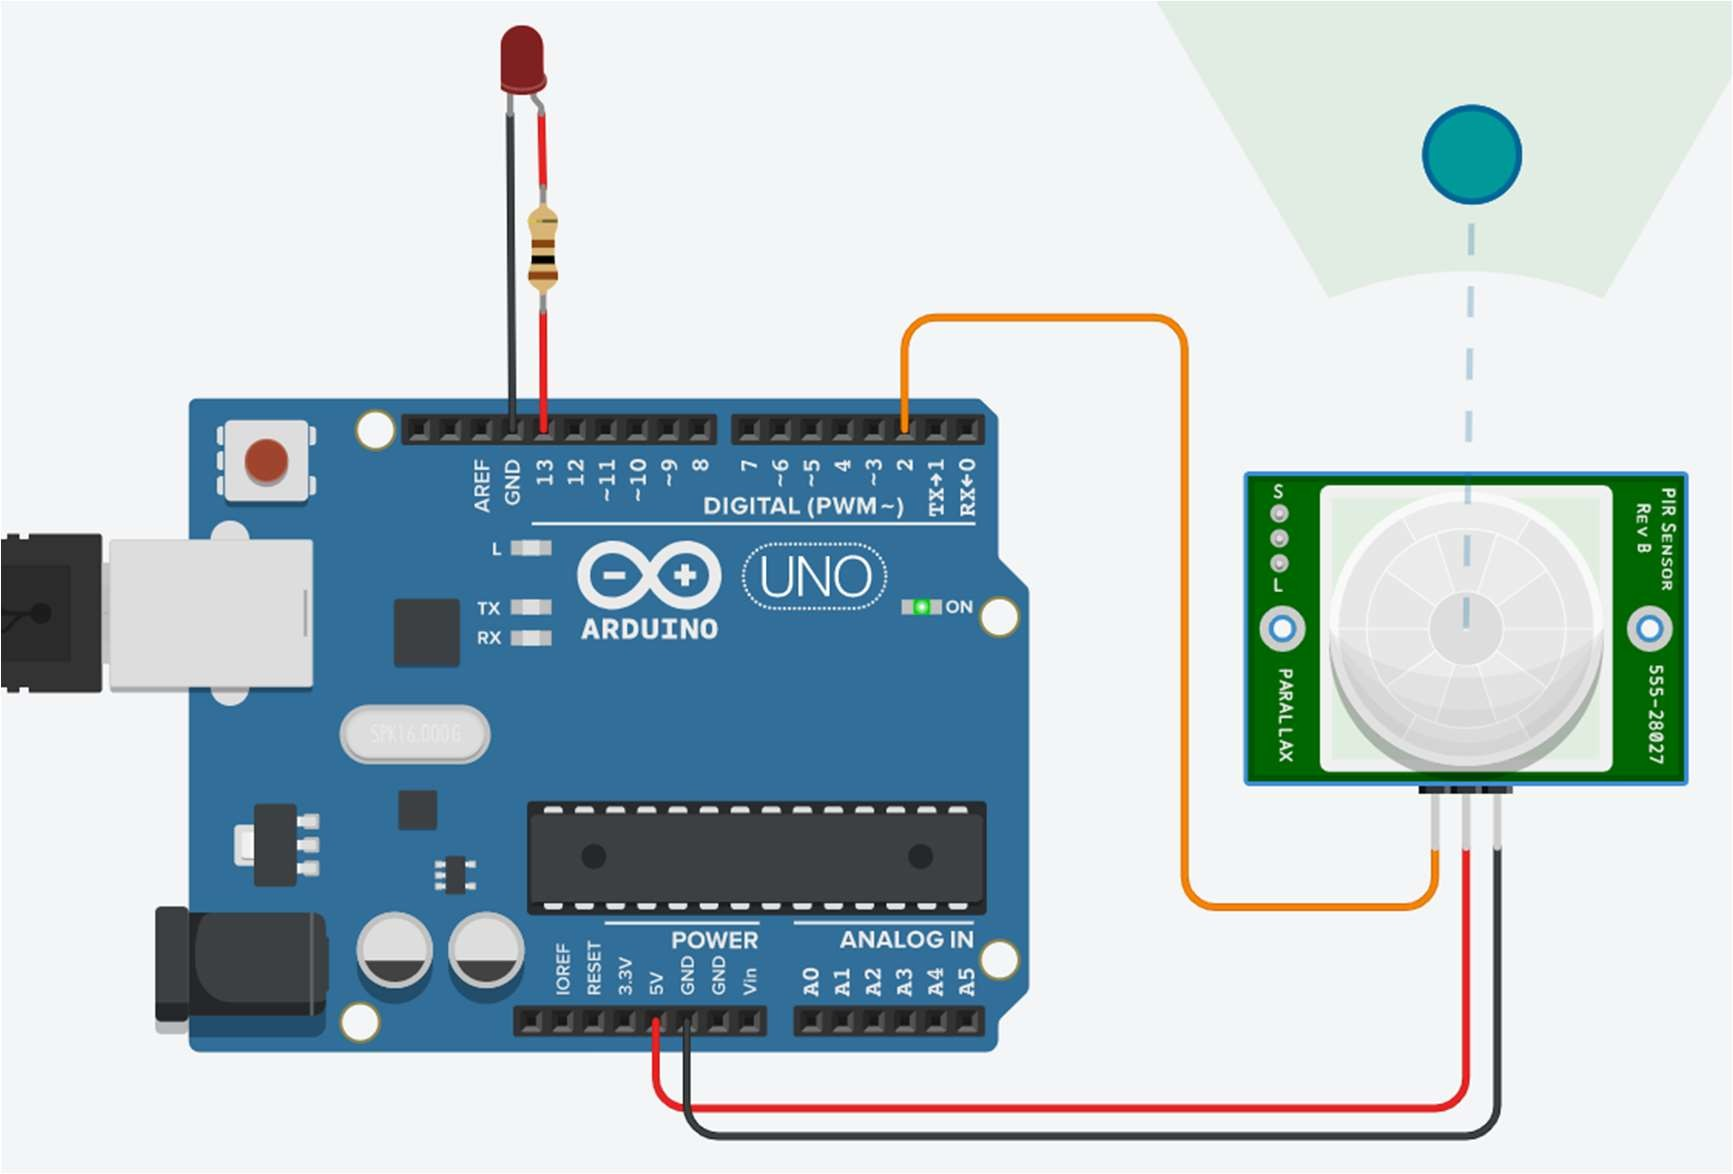 AREF
GND
13
12
~11
~10
~9
8
7
~6
~5
4
~3
2
TX→1
RX←0
DIGITAL (PWM~)
L
TX
RX
ARDUINO
UNO
ON
SPK16.000G
POWER
ANALOG IN
IOREF
RESET
3.3V
5V
GND
GND
Vin
A0
A1
A2
A3
A4
A5
S
L
PARALLAX
PIR SENSOR
REV B
555-28027